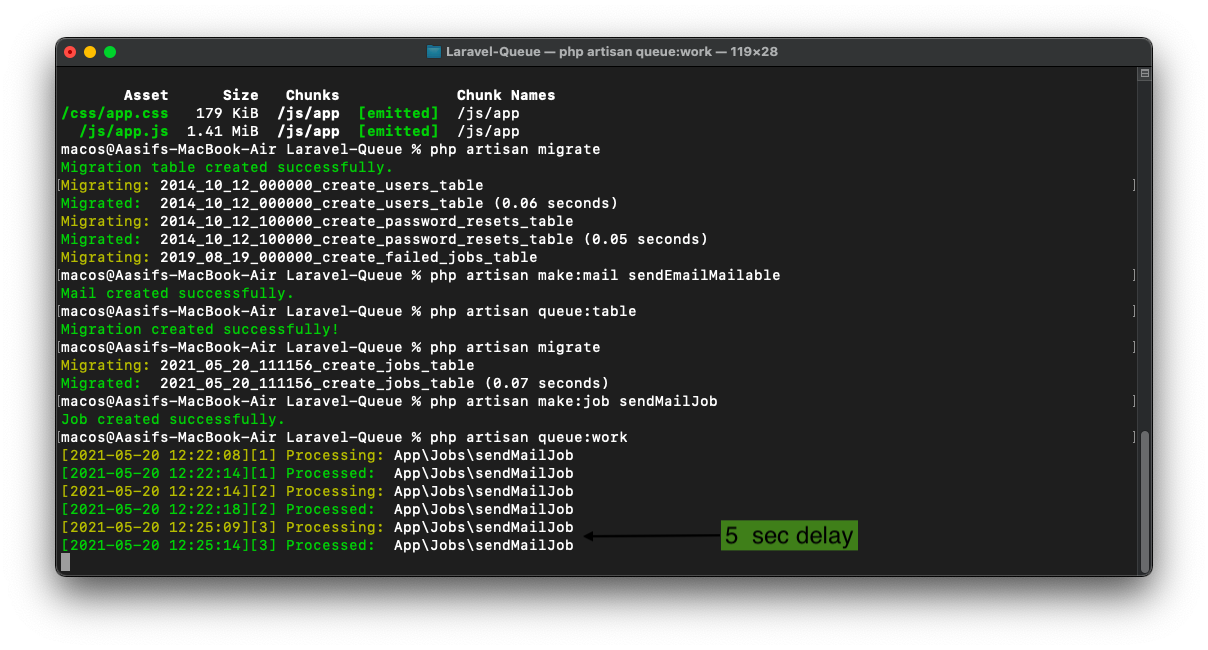 Laravel-Queue — php artisan queue:work — 119×28
Asset Size Chunks Chunk Names
/css/app.css 179 KiB /js/app [emitted] /js/app
/js/app.js 1.41 MiB /js/app [emitted] /js/app
macos@Aasifs-MacBook-Air Laravel-Queue % php artisan migrate
Migration table created successfully.
[Migrating: 2014_10_12_000000_create_users_table ]
Migrated: 2014_10_12_000000_create_users_table (0.06 seconds)
Migrating: 2014_10_12_100000_create_password_resets_table
Migrated: 2014_10_12_100000_create_password_resets_table (0.05 seconds)
Migrating: 2019_08_19_000000_create_failed_jobs_table
[macos@Aasifs-MacBook-Air Laravel-Queue % php artisan make:mail sendEmailMailable ]
Mail created successfully.
[macos@Aasifs-MacBook-Air Laravel-Queue % php artisan queue:table ]
Migration created successfully!
[macos@Aasifs-MacBook-Air Laravel-Queue % php artisan migrate ]
Migrating: 2021_05_20_111156_create_jobs_table
Migrated: 2021_05_20_111156_create_jobs_table (0.07 seconds)
[macos@Aasifs-MacBook-Air Laravel-Queue % php artisan make:job sendMailJob ]
Job created successfully.
[macos@Aasifs-MacBook-Air Laravel-Queue % php artisan queue:work ]
[2021-05-20 12:22:08][1] Processing: App\Jobs\sendMailJob
[2021-05-20 12:22:14][1] Processed: App\Jobs\sendMailJob
[2021-05-20 12:22:14][2] Processing: App\Jobs\sendMailJob
[2021-05-20 12:22:18][2] Processed: App\Jobs\sendMailJob
[2021-05-20 12:25:09][3] Processing: App\Jobs\sendMailJob
[2021-05-20 12:25:14][3] Processed: App\Jobs\sendMailJob
5 sec delay